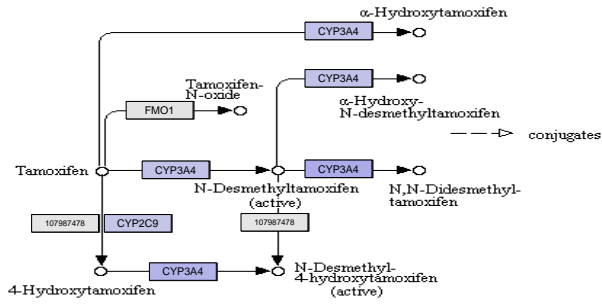 α-Hydroxytamoxifen
CYP3A4
Tamoxifen-
N-oxide
CYP3A4
FMO1
α-Hydroxy-
N-desmethyltamoxifen
conjugates
Tamoxifen
CYP3A4
CYP3A4
N-Desmethyltamoxifen
(active)
N,N-Didesmethyl-
tamoxifen
107987478
CYP2C9
107987478
CYP3A4
N-Desmethyl-
4-hydroxytamoxifen
(active)
4-Hydroxytamoxifen